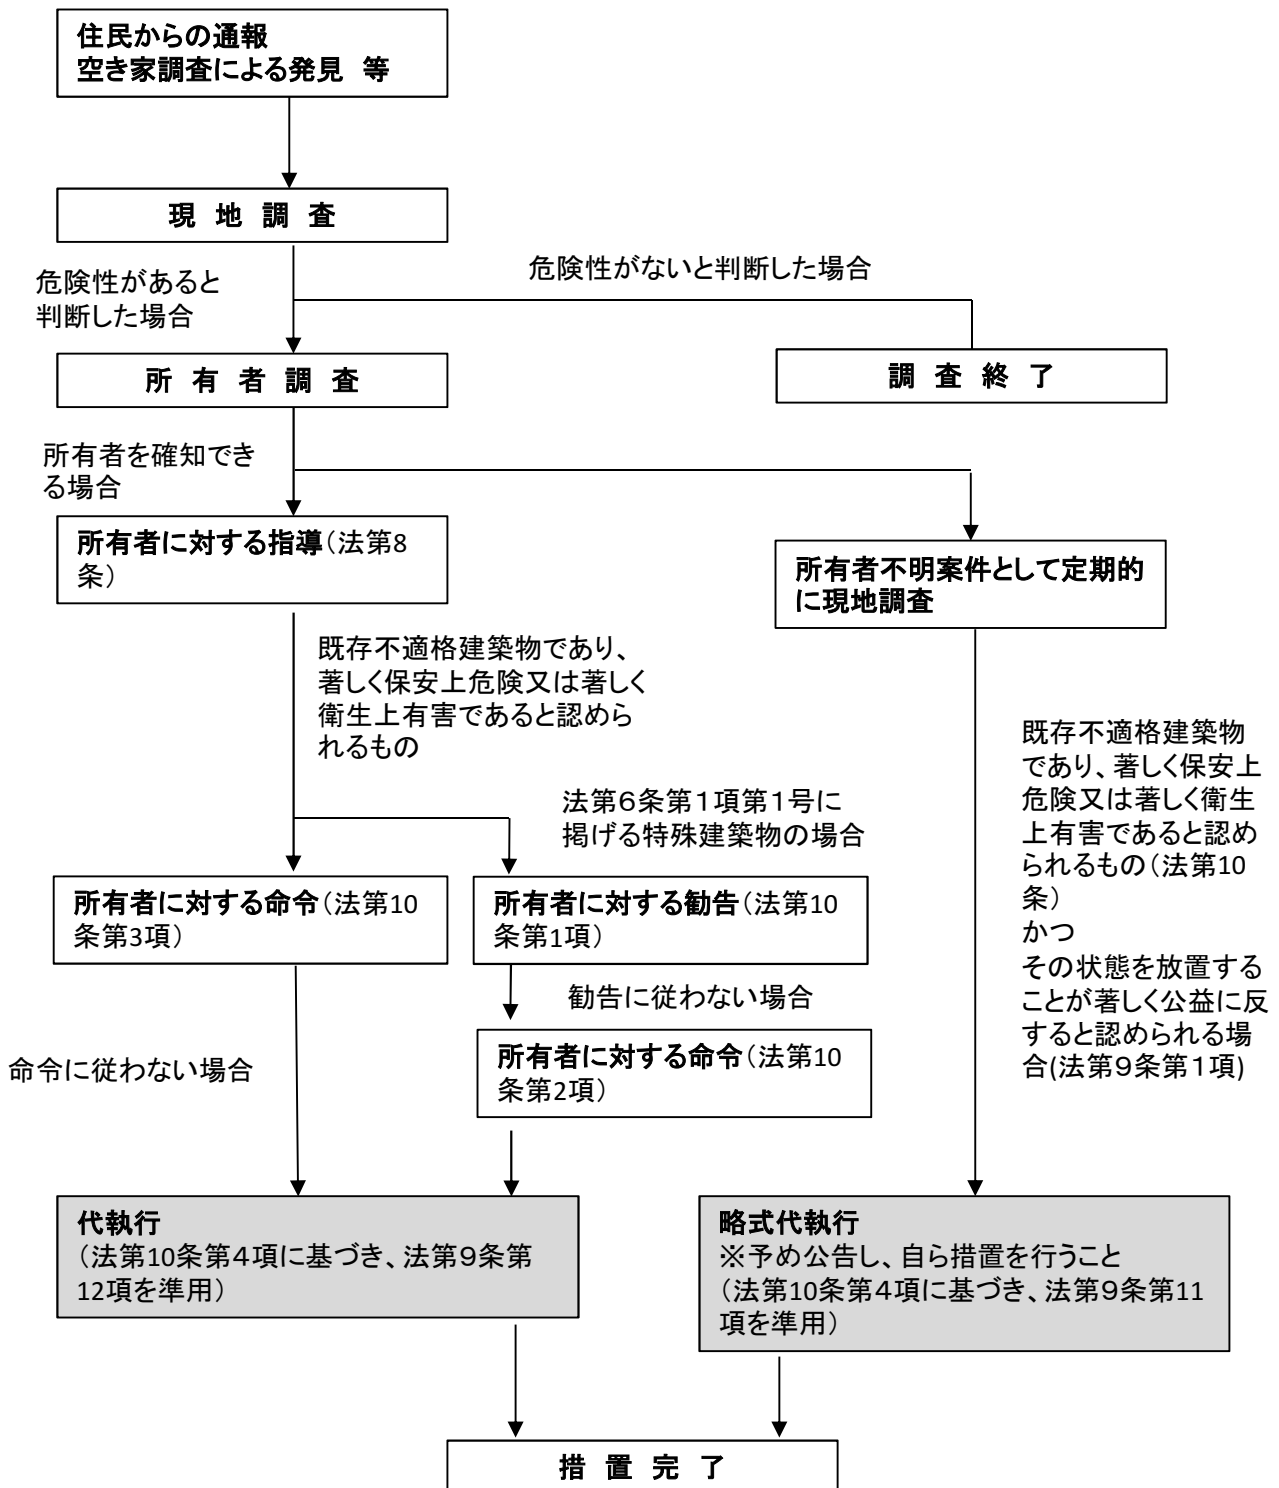 住民からの通報
空き家調査による発見 等
現 地 調 査
危険性があると
判断した場合
危険性がないと判断した場合
所 有 者 調 査
調 査 終 了
所有者を確知でき
る場合
所有者に対する指導(法第8
条)
所有者不明案件として定期的
に現地調査
既存不適格建築物であり、
著しく保安上危険又は著しく
衛生上有害であると認めら
れるもの
法第6条第1項第1号に
掲げる特殊建築物の場合
既存不適格建築物
であり、著しく保安上
危険又は著しく衛生
上有害であると認め
られるもの(法第10
条)
かつ
その状態を放置する
ことが著しく公益に反
すると認められる場
合(法第9条第1項)
所有者に対する命令(法第10
条第3項)
所有者に対する勧告(法第10
条第1項)
勧告に従わない場合
所有者に対する命令(法第10
条第2項)
命令に従わない場合
代執行
(法第10条第4項に基づき、法第9条第
12項を準用)
略式代執行
※予め公告し、自ら措置を行うこと
(法第10条第4項に基づき、法第9条第11
項を準用)
措 置 完 了